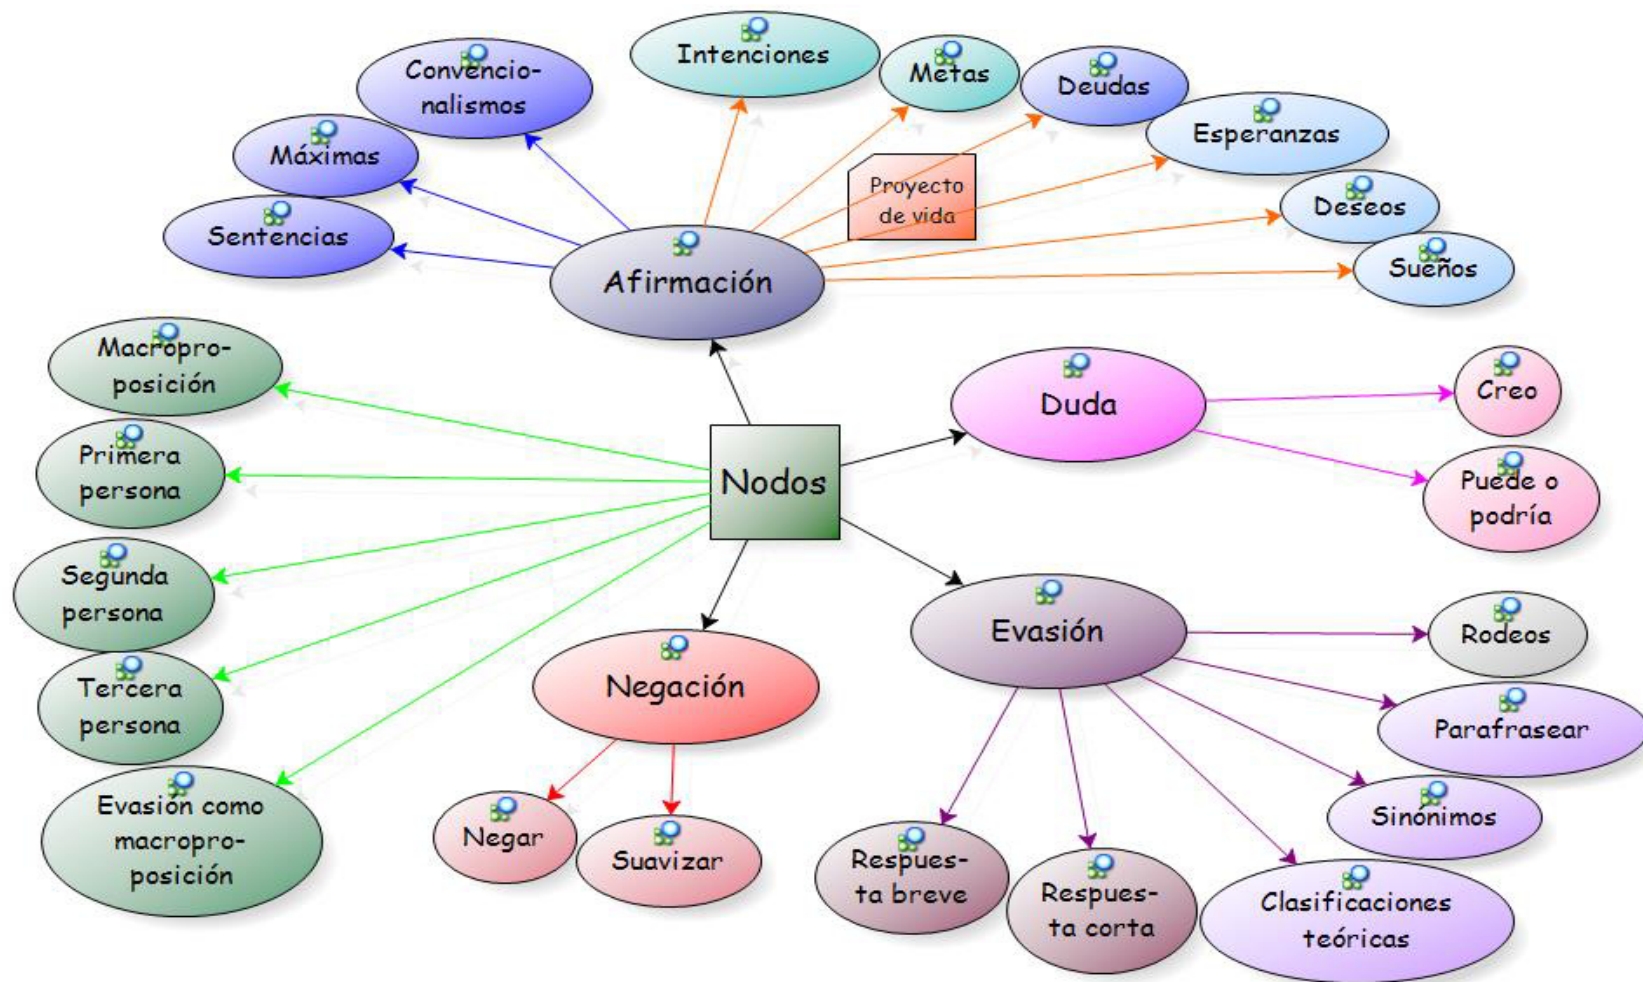 Intenciones
Metas
Deudas
Convencio-
nalismos
Esperanzas
Máximas
Proyecto
de vida
Deseos
Sentencias
Sueños
Afirmación
Macropro-
posición
Duda
Creo
Primera
persona
Nodos
Puede o
podría
Segunda
persona
Evasión
Rodeos
Tercera
persona
Negación
Parafrasear
Evasión como
macropro-
posición
Negar
Suavizar
Sinónimos
Respues-
ta breve
Respues-
ta corta
Clasificaciones
teóricas